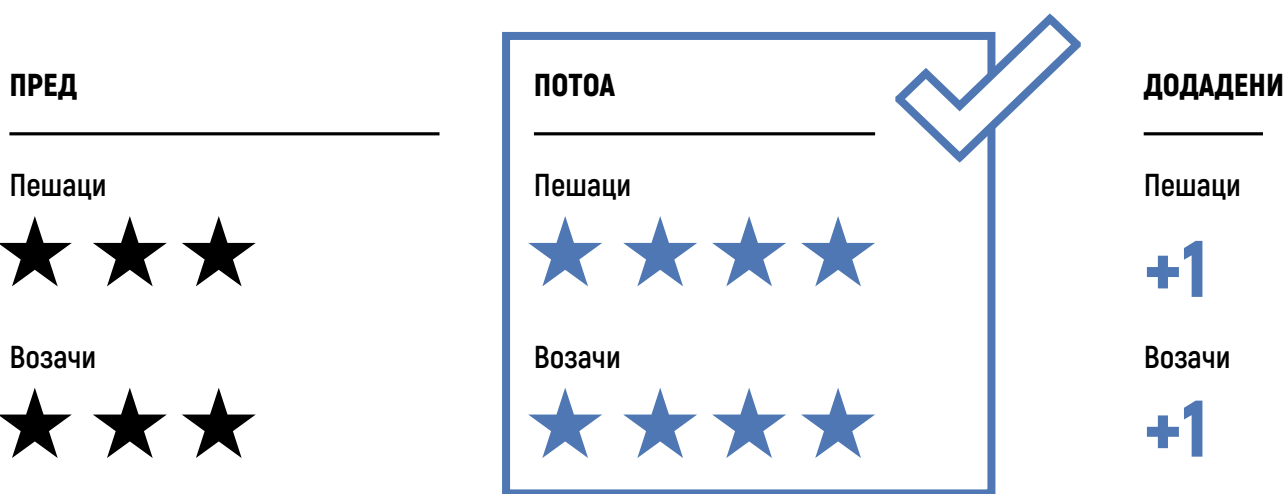 ПРЕД
Пешаци
Возачи
ПОТОА
Пешаци
Возачи
ДОДАДЕНИ
Пешаци
+1
Возачи
+1